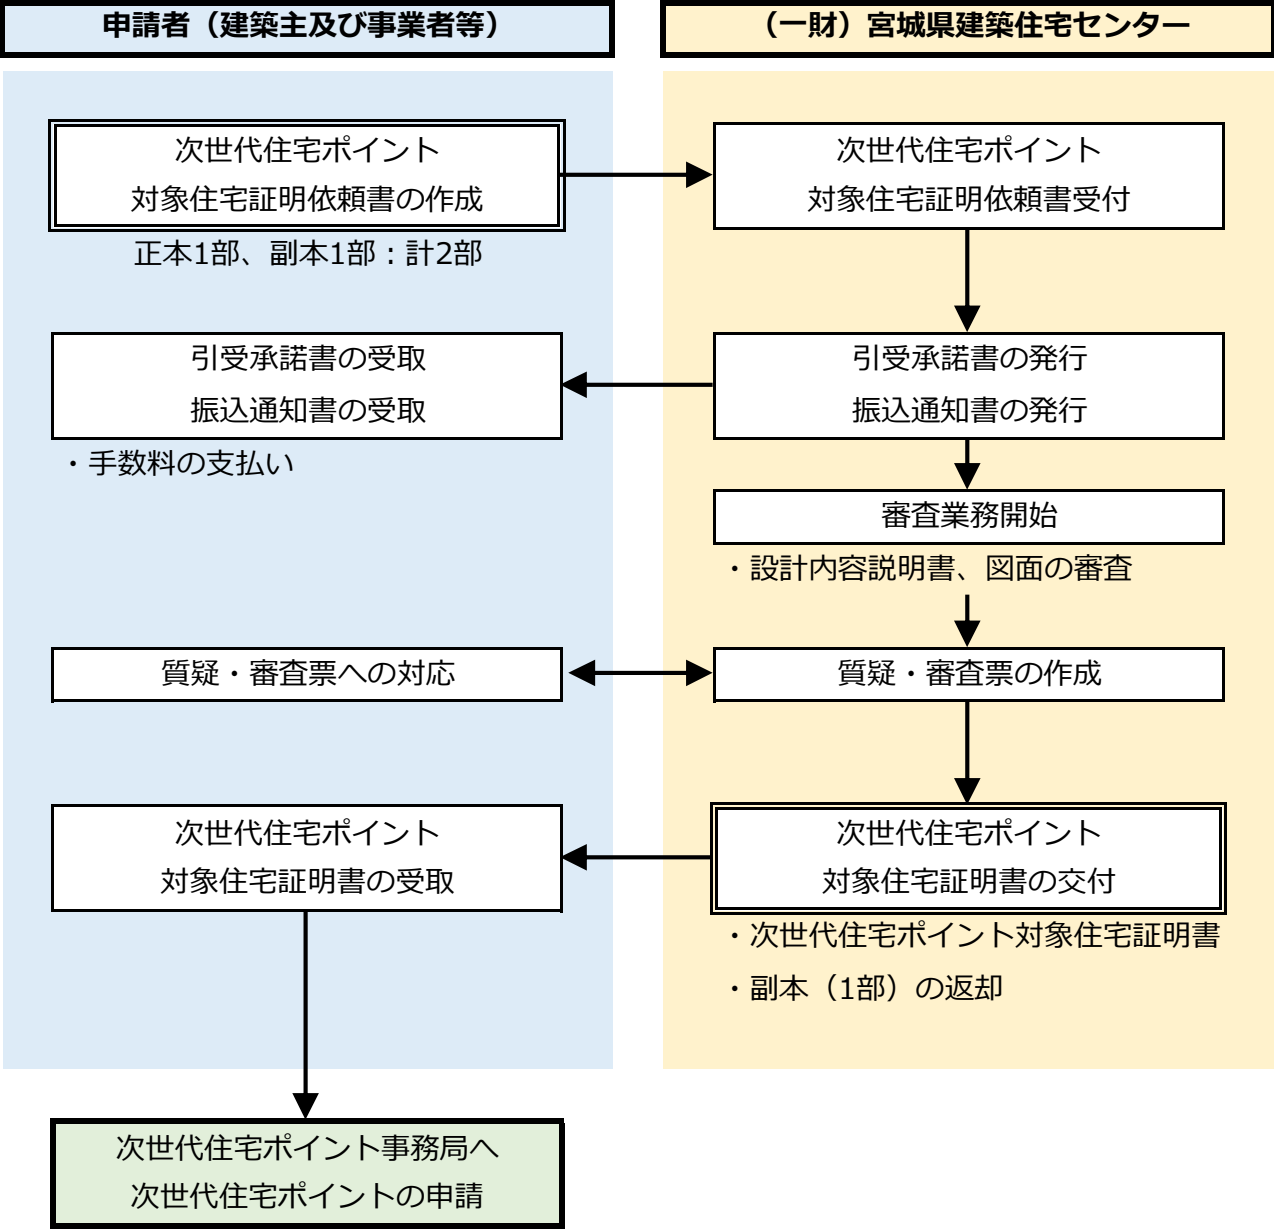 申請者（建築主及び事業者等）
（一財）宮城県建築住宅センター
次世代住宅ポイント
対象住宅証明依頼書の作成
正本1部、副本1部：計2部
次世代住宅ポイント
対象住宅証明依頼書受付
引受承諾書の受取
振込通知書の受取
・手数料の支払い
引受承諾書の発行
振込通知書の発行
審査業務開始
・設計内容説明書、図面の審査
質疑・審査票への対応
質疑・審査票の作成
次世代住宅ポイント
対象住宅証明書の受取
次世代住宅ポイント
対象住宅証明書の交付
・次世代住宅ポイント対象住宅証明書
・副本（1部）の返却
次世代住宅ポイント事務局へ
次世代住宅ポイントの申請